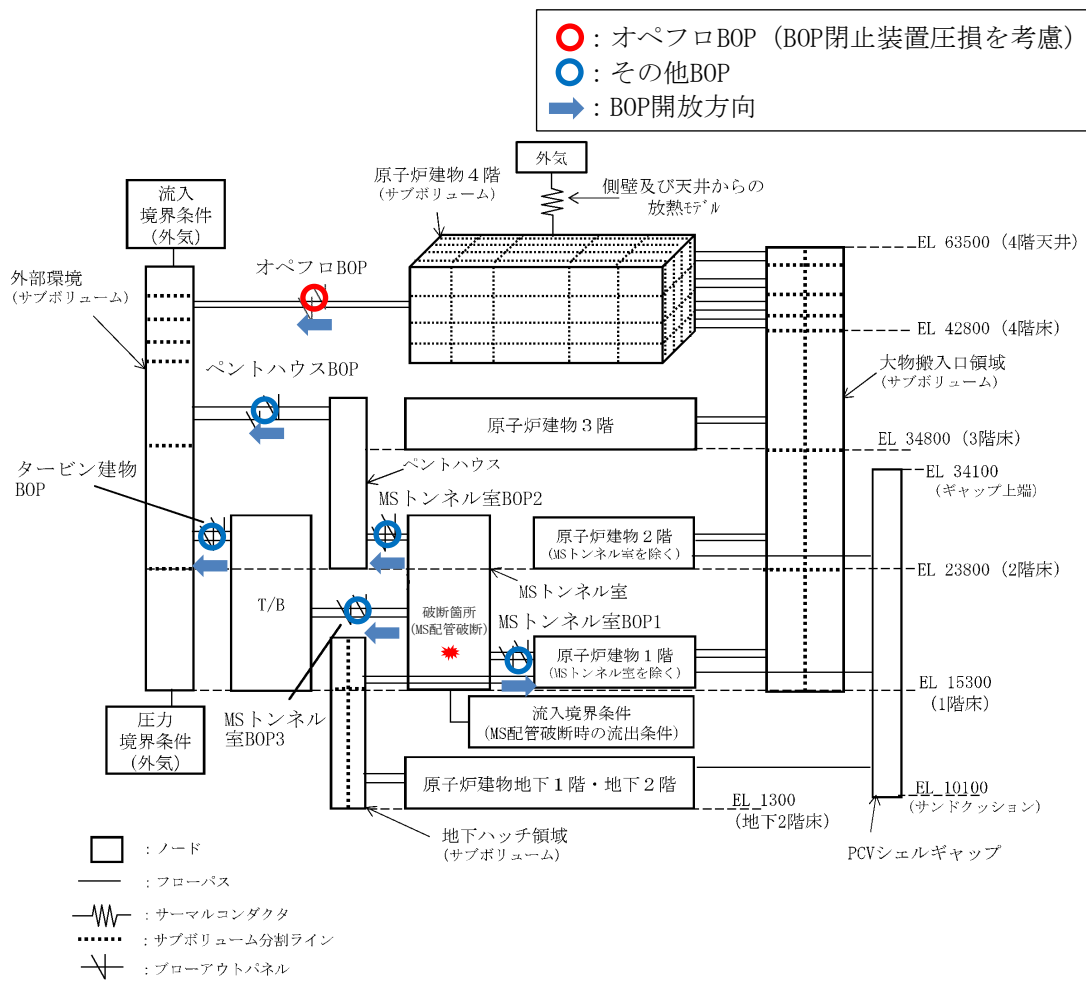 ：オペフロBOP（BOP閉止装置圧損を考慮）
：その他BOP
：BOP開放方向
外気
原子炉建物４階
(サブボリューム)
側壁及び天井からの
放熱ﾓﾃﾞﾙ
流入
境界条件
(外気)
EL 63500 (4階天井)
外部環境
(サブボリューム)
オペフロBOP
EL 42800 (4階床)
ペントハウスBOP
大物搬入口領域
(サブボリューム)
原子炉建物３階
EL 34800 (3階床)
タービン建物
BOP
ペントハウス
EL 34100
(ギャップ上端)
MSトンネル室BOP2
原子炉建物２階
(MSトンネル室を除く)
EL 23800 (2階床)
MSトンネル室
T/B
破断箇所
(MS配管破断)
MSトンネル室BOP1
原子炉建物１階
(MSトンネル室を除く)
EL 15300
(1階床)
圧力
境界条件
(外気)
MSトンネル
室BOP3
流入境界条件
(MS配管破断時の流出条件)
原子炉建物地下１階・地下２階
EL 10100
(サンドクッション)
EL 1300
(地下2階床)
地下ハッチ領域
(サブボリューム)
PCVシェルギャップ
：ノード
：フローパス
：サーマルコンダクタ
：サブボリューム分割ライン
：ブローアウトパネル